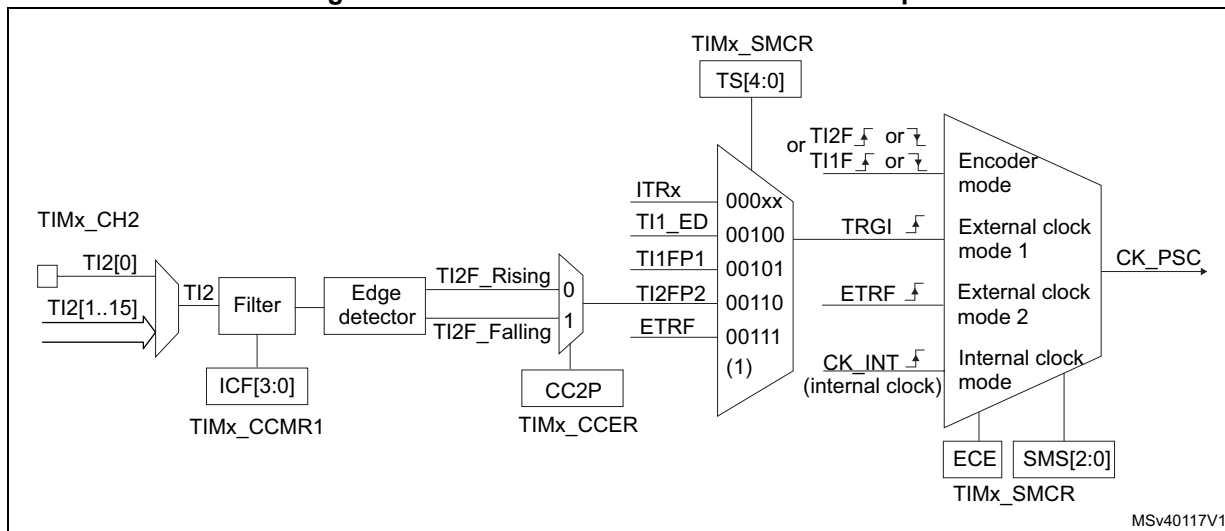 TIMx_SMCR
TS[4:0]
or TI2F or
TI1F or
Encoder
mode
ITRx
000xx
TIMx_CH2
TI1_ED
00100
TRGI
External clock
mode 1
CK_PSC
TI2[0]
TI2F_Rising
TI1FP1
00101
TI2
Filter
Edge
detector
0
TI2FP2
00110
ETRF
External clock
mode 2
TI2[1..15]
1
TI2F_Falling
ETRF
00111
(1)
CK_INT
(internal clock)
Internal clock
mode
ICF[3:0]
CC2P
TIMx_CCMR1
TIMx_CCER
ECE
SMS[2:0]
TIMx_SMCR
MSv40117V1